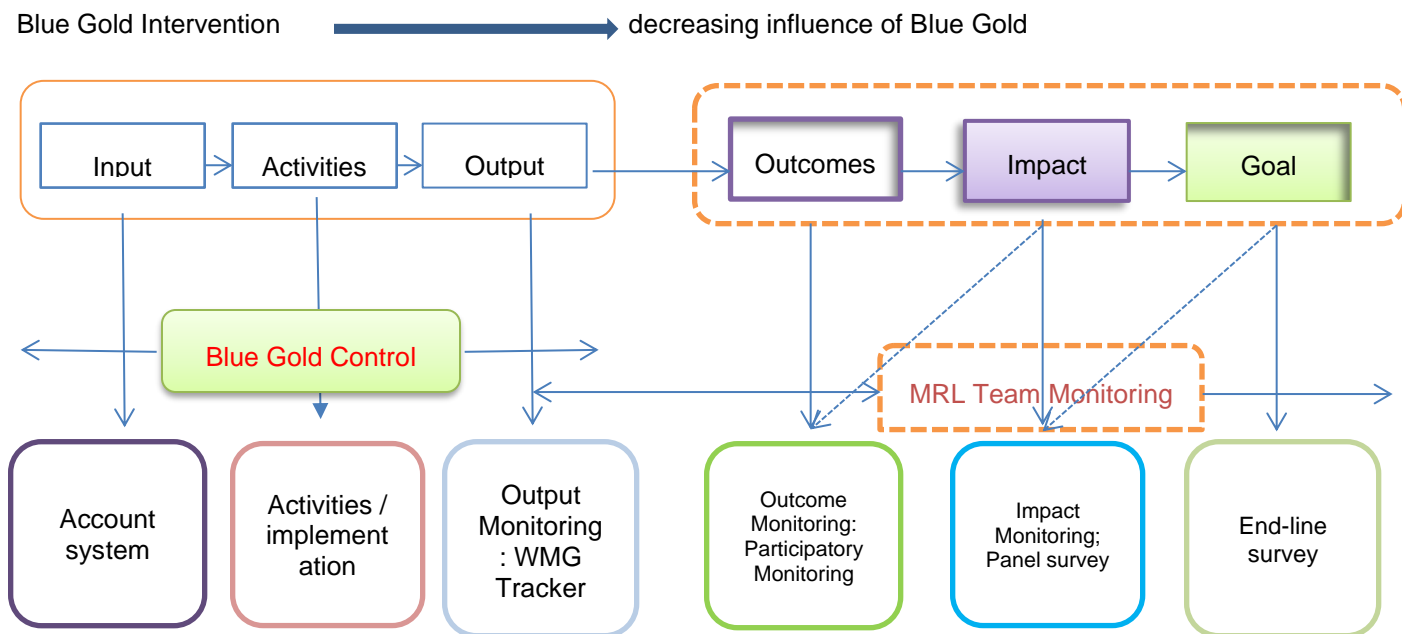 Blue Gold Intervention
decreasing influence of Blue Gold
Input
Activities
Output
Outcomes
Impact
Goal
Blue Gold Control
MRL Team Monitoring
Account
system
Activities /
implement
ation
Output
Monitoring
: WMG
Tracker
Outcome
Monitoring:
Participatory
Monitoring
Impact
Monitoring;
Panel survey
End-line
survey